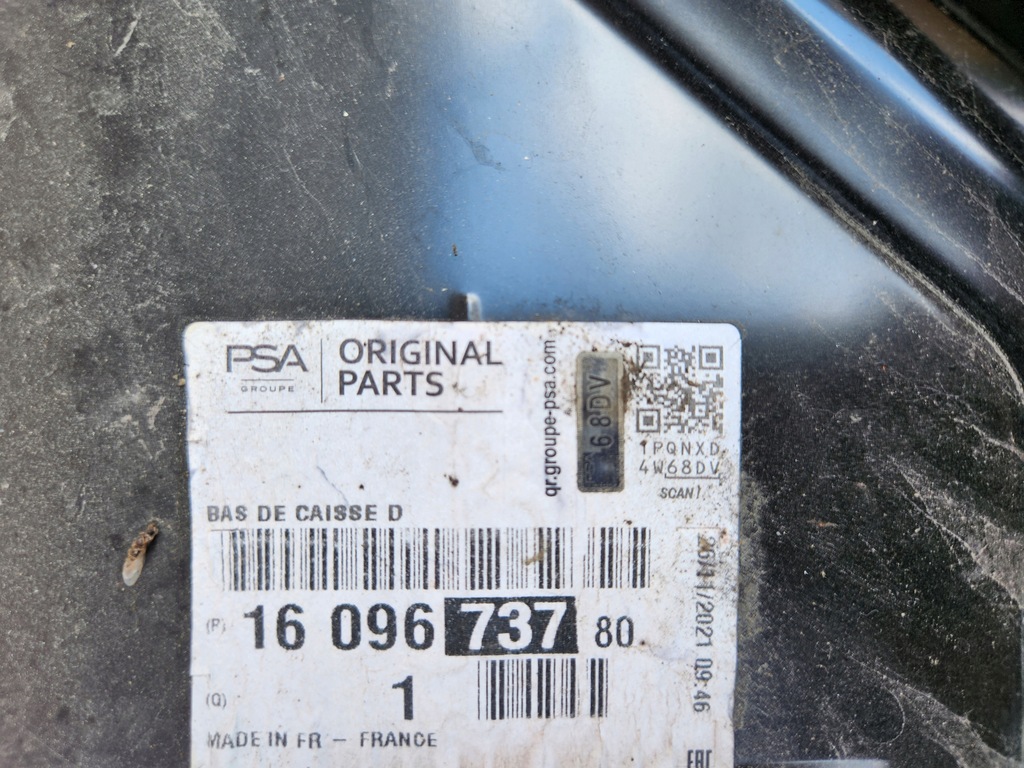 PSA
GROUPE
ORIGINAL
PARTS
qr.groupe-psa.com
6.8DV
1PQNXD
4W68DV
SCAN!
BAS DE CAISSE D
(P) 16 096 737 80
(Q) 1
26/11/2021 09:46
MADE IN FR - FRANCE
EAC